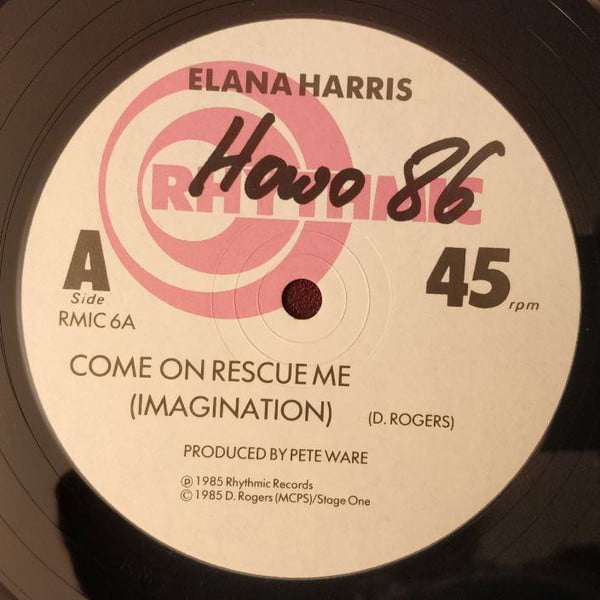 ELANA HARRIS
Howo 86
RHYTHMIC
A
Side
RMIC 6A
45 rpm
COME ON RESCUE ME
(IMAGINATION) (D. ROGERS)
PRODUCED BY PETE WARE
℗ 1985 Rhythmic Records
© 1985 D. Rogers (MCPS)/Stage One